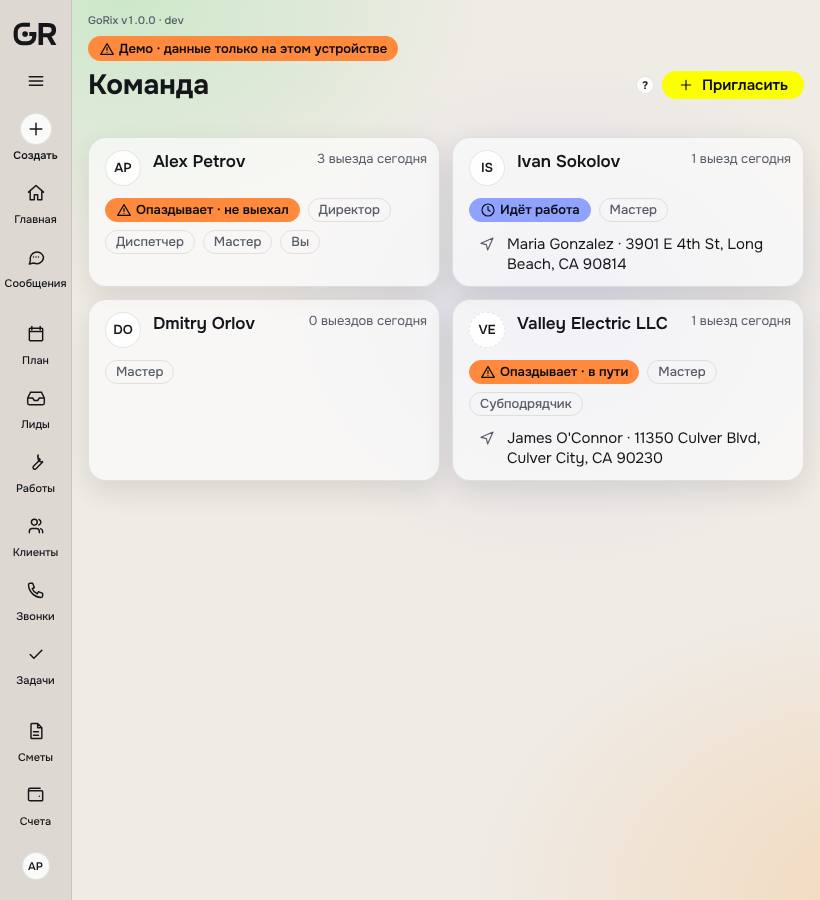 GR
Создать
Главная
Сообщения
План
Лиды
Работы
Клиенты
Звонки
Задачи
Сметы
Счета
AP
GoRix v1.0.0 · dev
Демо · данные только на этом устройстве
Команда
?
Пригласить
AP
Alex Petrov
3 выезда сегодня
Опаздывает · не выехал
Директор
Диспетчер
Мастер
Вы
IS
Ivan Sokolov
1 выезд сегодня
Идёт работа
Мастер
Maria Gonzalez · 3901 E 4th St, Long
Beach, CA 90814
DO
Dmitry Orlov
0 выездов сегодня
Мастер
VE
Valley Electric LLC
1 выезд сегодня
Опаздывает · в пути
Мастер
Субподрядчик
James O'Connor · 11350 Culver Blvd,
Culver City, CA 90230